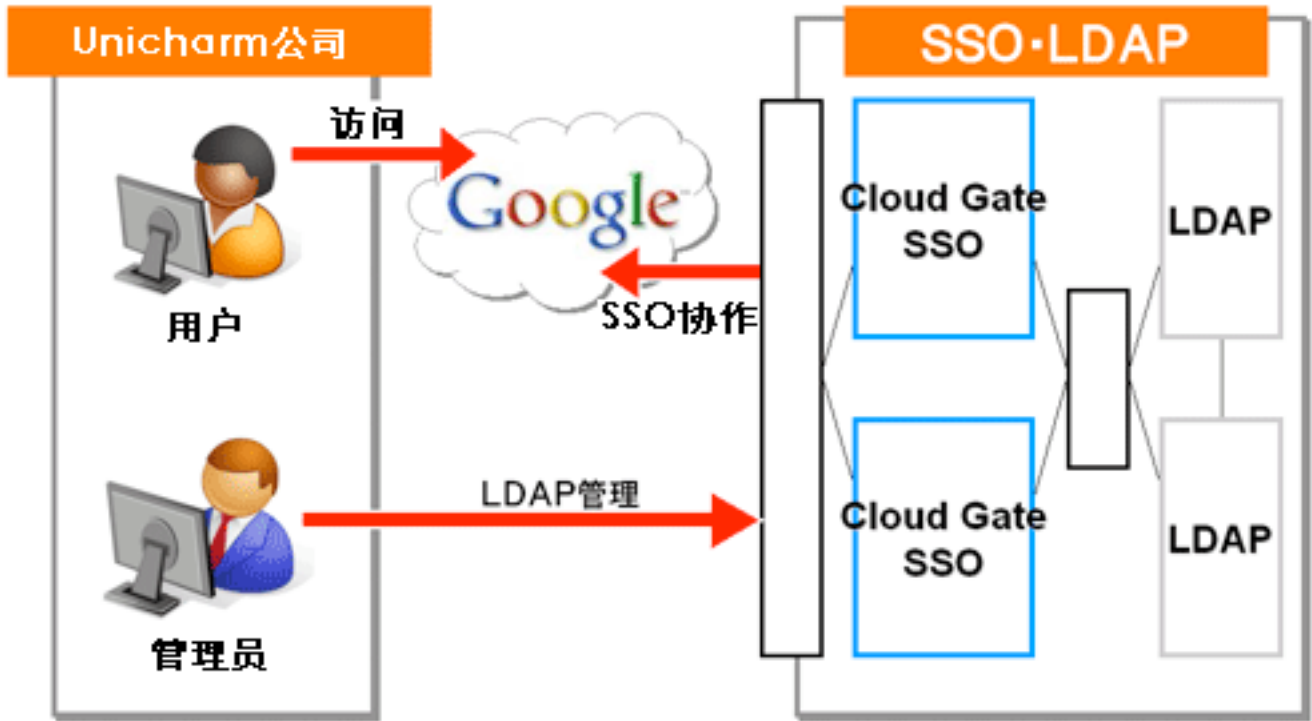 Unicharm公司
SSO·LDAP
访问
Google™
Cloud Gate
SSO
LDAP
用户
SSO协作
LDAP管理
Cloud Gate
SSO
LDAP
管理员